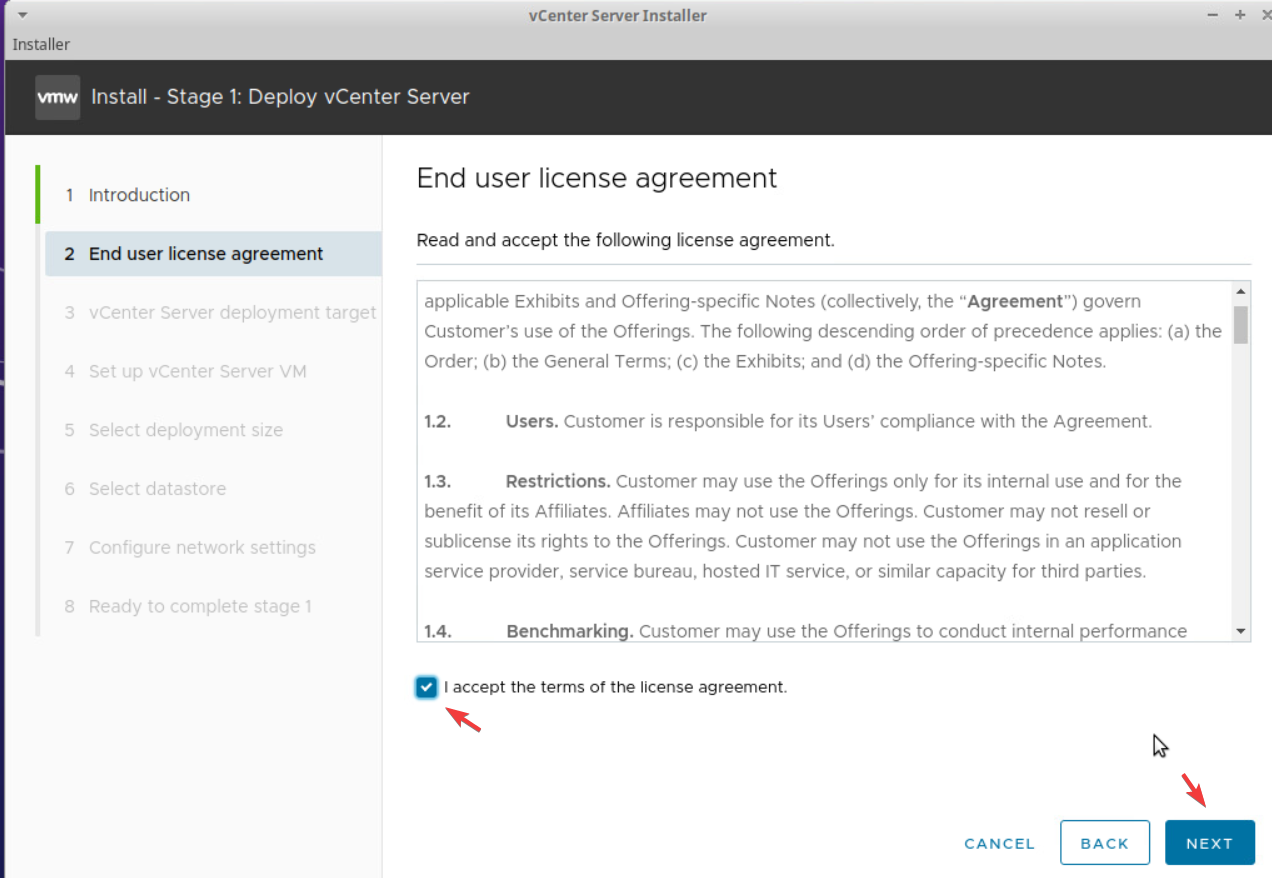 vCenter Server Installer
Installer
vmw Install - Stage 1: Deploy vCenter Server
1 Introduction
2 End user license agreement
3 vCenter Server deployment target
4 Set up vCenter Server VM
5 Select deployment size
6 Select datastore
7 Configure network settings
8 Ready to complete stage 1
End user license agreement
Read and accept the following license agreement.
applicable Exhibits and Offering-specific Notes (collectively, the “Agreement”) govern
Customer’s use of the Offerings. The following descending order of precedence applies: (a) the
Order; (b) the General Terms; (c) the Exhibits; and (d) the Offering-specific Notes.
1.2. Users. Customer is responsible for its Users’ compliance with the Agreement.
1.3. Restrictions. Customer may use the Offerings only for its internal use and for the
benefit of its Affiliates. Affiliates may not use the Offerings. Customer may not resell or
sublicense its rights to the Offerings. Customer may not use the Offerings in an application
service provider, service bureau, hosted IT service, or similar capacity for third parties.
1.4. Benchmarking. Customer may use the Offerings to conduct internal performance
I accept the terms of the license agreement.
CANCEL BACK NEXT